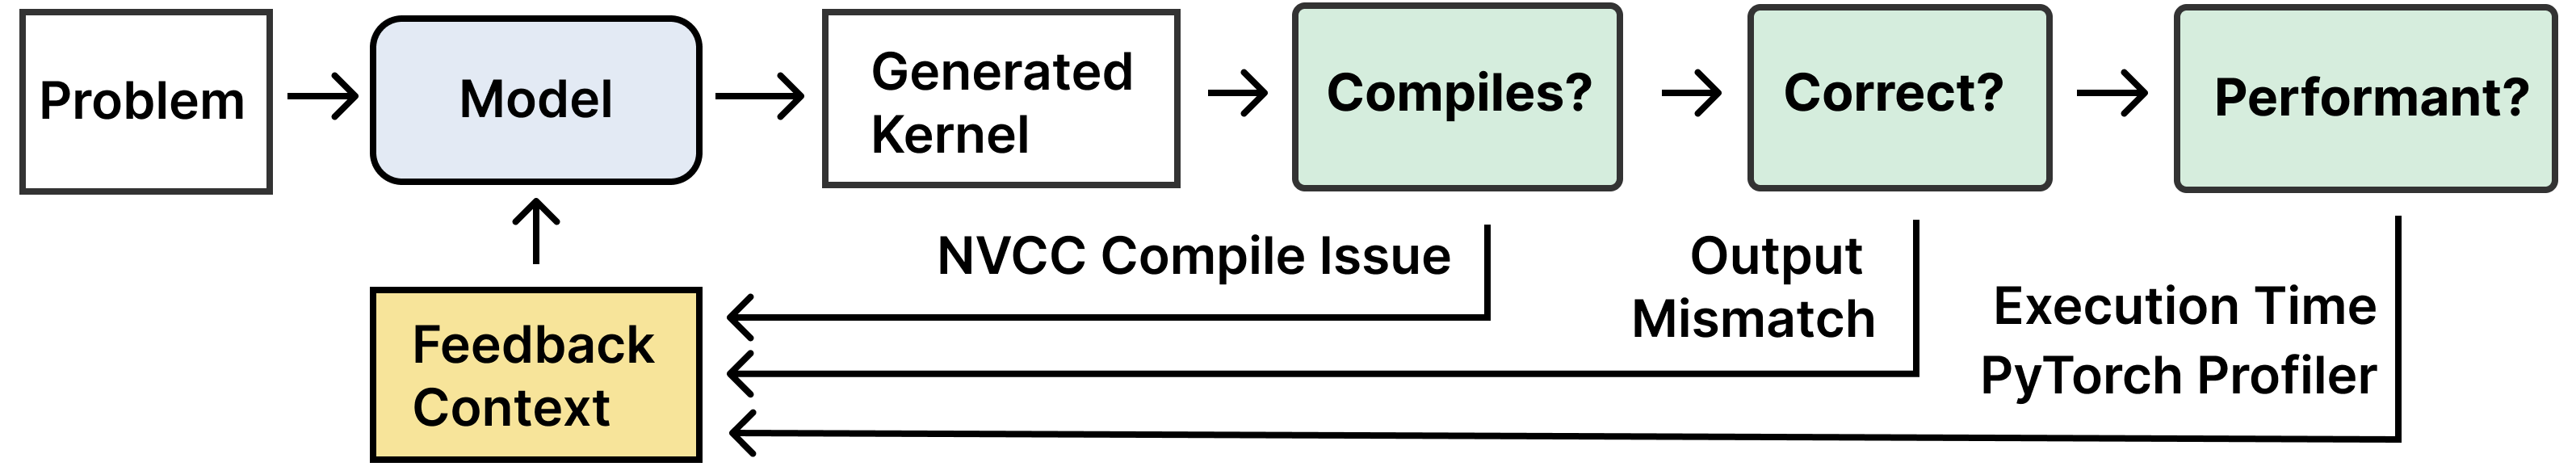 Problem
Model
Generated
Kernel
Compiles?
Correct?
Performant?
NVCC Compile Issue
Output
Mismatch
Execution Time
PyTorch Profiler
Feedback
Context